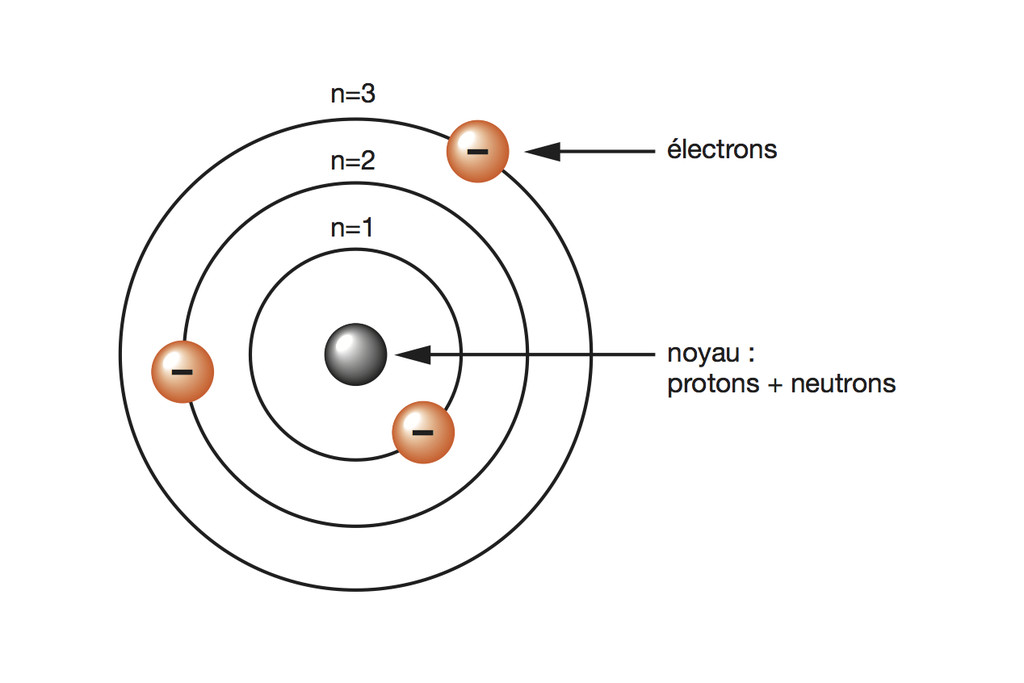 n=3
électrons
n=2
n=1
noyau :
protons + neutrons
−
−
−